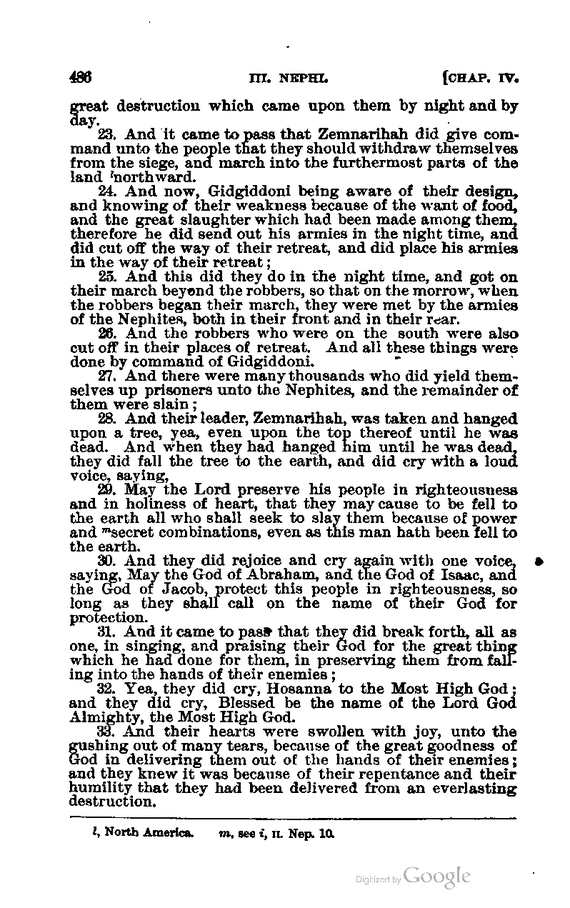 486 III. NEPHI. [CHAP. IV.
great destruction which came upon them by night and by
day.
23. And it came to pass that Zemnarihah did give com-
mand unto the people that they should withdraw themselves
from the siege, and march into the furthermost parts of the
land lnorthward.
24. And now, Gidgiddoni being aware of their design,
and knowing of their weakness because of the want of food,
and the great slaughter which had been made among them,
therefore he did send out his armies in the night time, and
did cut off the way of their retreat, and did place his armies
in the way of their retreat;
25. And this did they do in the night time, and got on
their march beyond the robbers, so that on the morrow, when
the robbers began their march, they were met by the armies
of the Nephites, both in their front and in their rear.
26. And the robbers who were on the south were also
cut off in their places of retreat. And all these things were
done by command of Gidgiddoni.
27. And there were many thousands who did yield them-
selves up prisoners unto the Nephites, and the remainder of
them were slain;
28. And their leader, Zemnarihah, was taken and hanged
upon a tree, yea, even upon the top thereof until he was
dead. And when they had hanged him until he was dead,
they did fall the tree to the earth, and did cry with a loud
voice, saying,
29. May the Lord preserve his people in righteousness
and in holiness of heart, that they may cause to be fell to
the earth all who shall seek to slay them because of power
and msecret combinations, even as this man hath been fell to
the earth.
30. And they did rejoice and cry again with one voice,
saying, May the God of Abraham, and the God of Isaac, and
the God of Jacob, protect this people in righteousness, so
long as they shall call on the name of their God for
protection.
31. And it came to pass that they did break forth, all as
one, in singing, and praising their God for the great thing
which he had done for them, in preserving them from fall-
ing into the hands of their enemies;
32. Yea, they did cry, Hosanna to the Most High God;
and they did cry, Blessed be the name of the Lord God
Almighty, the Most High God.
33. And their hearts were swollen with joy, unto the
gushing out of many tears, because of the great goodness of
God in delivering them out of the hands of their enemies;
and they knew it was because of their repentance and their
humility that they had been delivered from an everlasting
destruction.
l, North America. m, see i, II. Nep. 10.
Digitized by Google